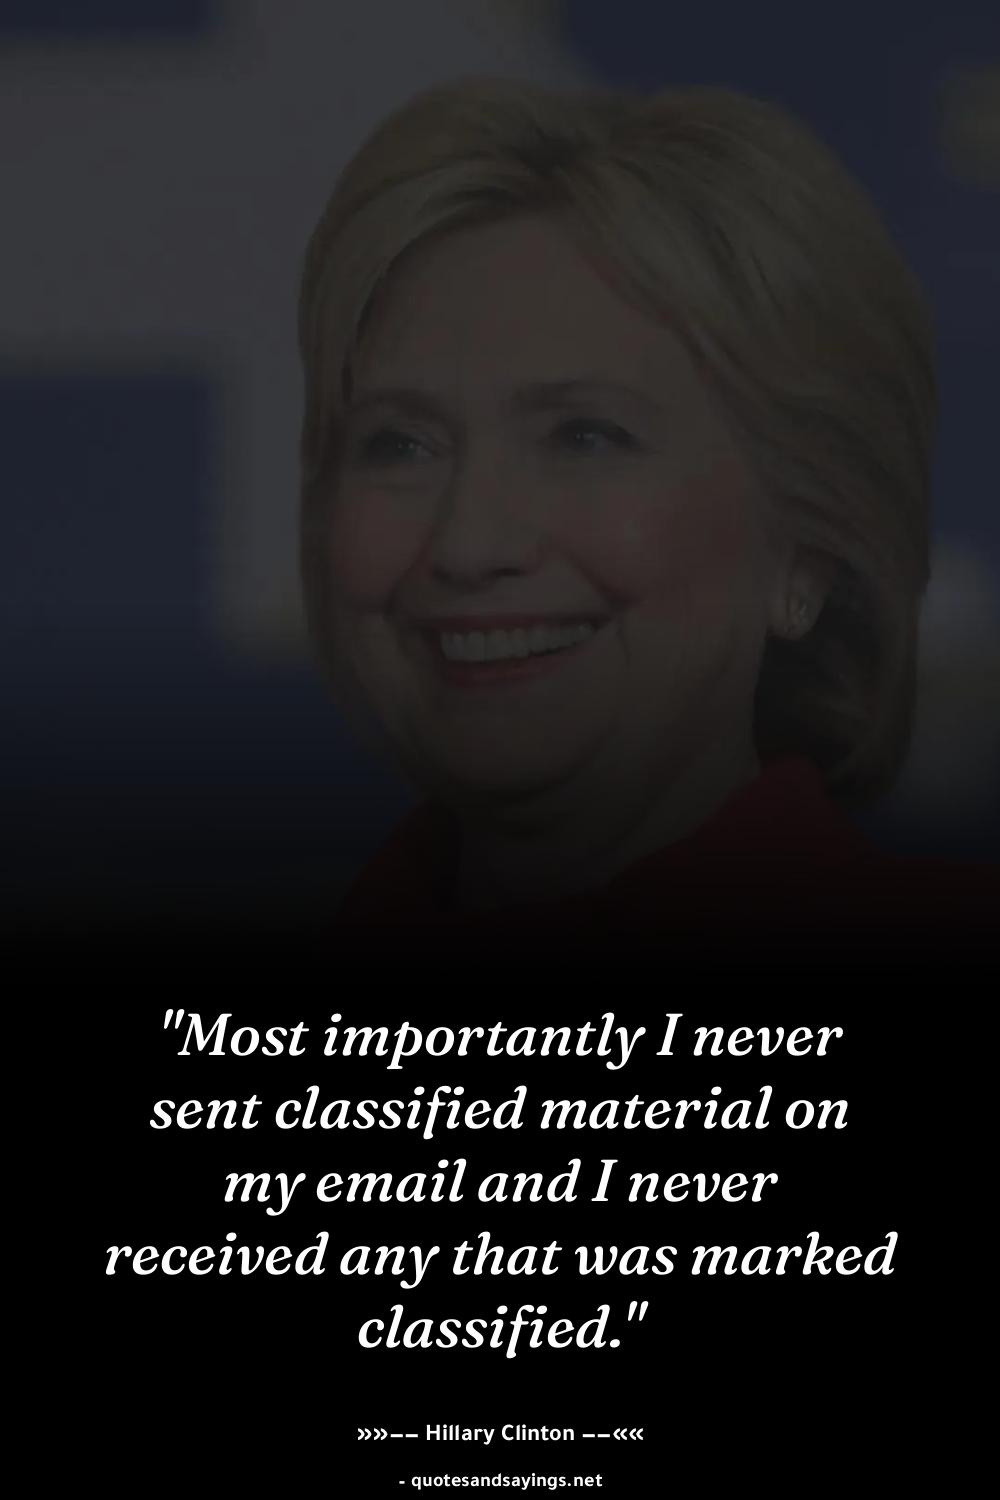 "Most importantly I never
sent classified material on
my email and I never
received any that was marked
classified."
»»−− Hillary Clinton −−««
- quotesandsayings.net